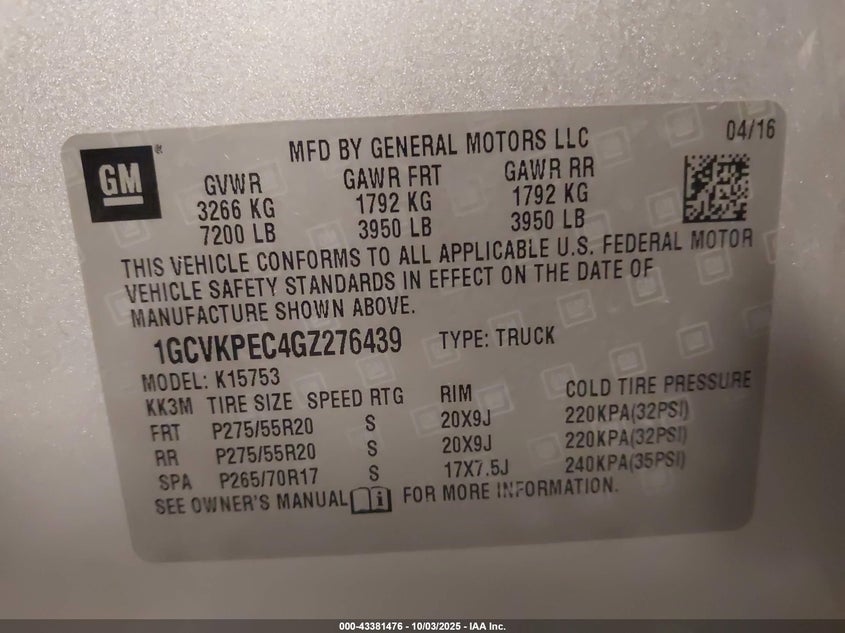 GM
MFD BY GENERAL MOTORS LLC
04/16
GVWR GAWR FRT GAWR RR
3266 KG 1792 KG 1792 KG
7200 LB 3950 LB 3950 LB
THIS VEHICLE CONFORMS TO ALL APPLICABLE U.S. FEDERAL MOTOR
VEHICLE SAFETY STANDARDS IN EFFECT ON THE DATE OF
MANUFACTURE SHOWN ABOVE.
1GCVKPEC4GZ276439 TYPE: TRUCK
MODEL: K15753
KK3M TIRE SIZE SPEED RTG RIM COLD TIRE PRESSURE
FRT P275/55R20 S 20X9J 220KPA(32PSI)
RR P275/55R20 S 20X9J 220KPA(32PSI)
SPA P265/70R17 S 17X7.5J 240KPA(35PSI)
SEE OWNER'S MANUAL FOR MORE INFORMATION.
000-43381476 - 10/03/2025 - IAA Inc.